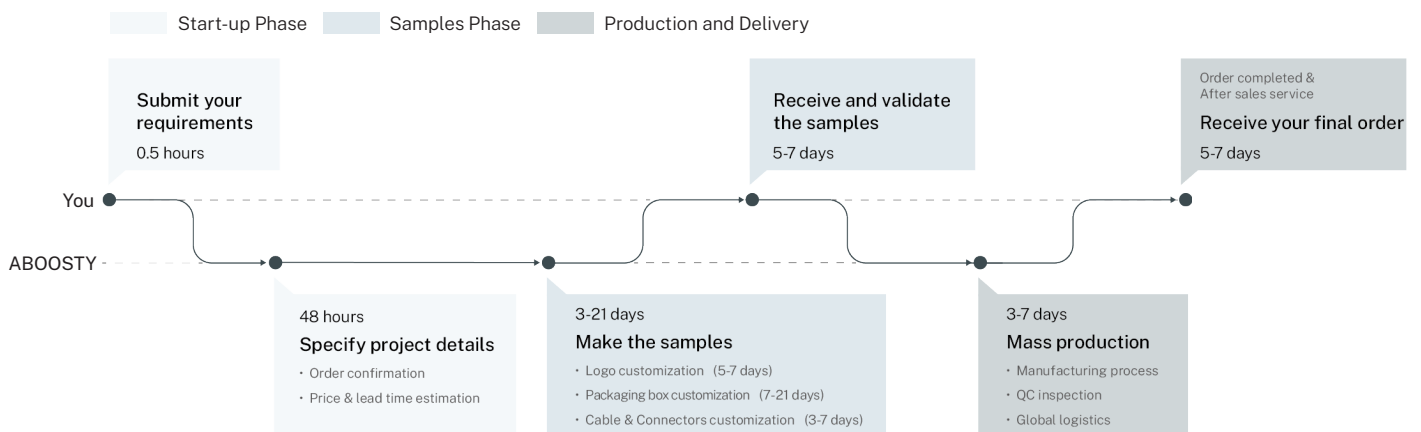 Start-up Phase
Samples Phase
Production and Delivery
Submit your
requirements
0.5 hours
Receive and validate
the samples
5-7 days
Order completed &
After sales service
Receive your final order
5-7 days
You
ABOOSTY
48 hours
Specify project details
• Order confirmation
• Price & lead time estimation
3-21 days
Make the samples
• Logo customization (5-7 days)
• Packaging box customization (7-21 days)
• Cable & Connectors customization (3-7 days)
3-7 days
Mass production
• Manufacturing process
• QC inspection
• Global logistics